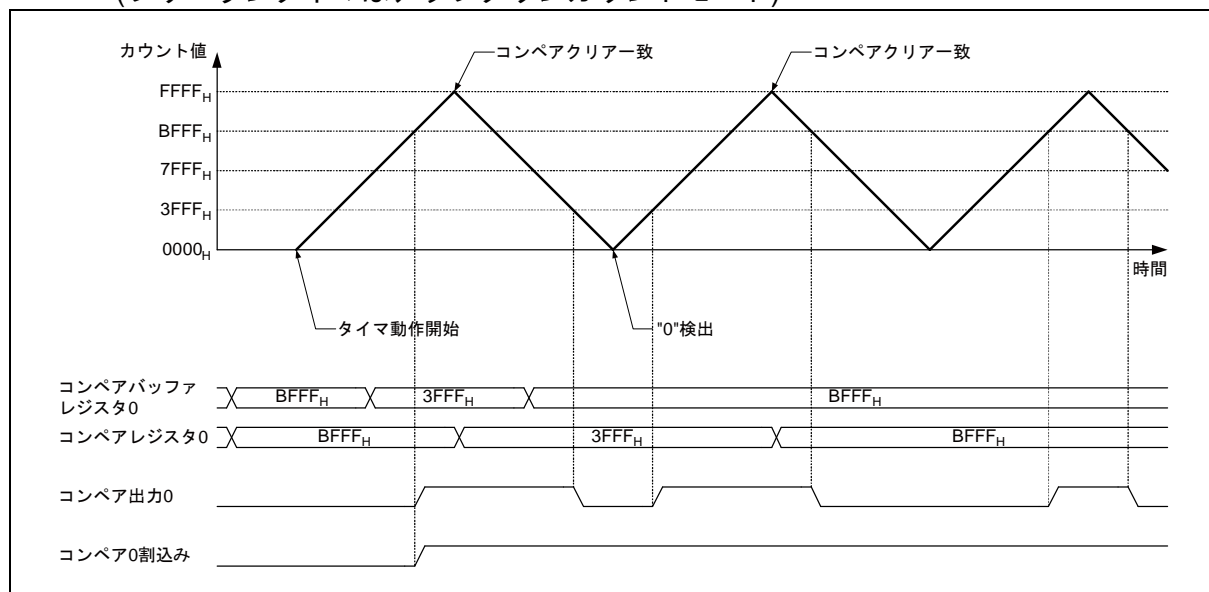 カウント値
コンペアクリア一致
コンペアクリア一致
FFFFH
BFFFH
7FFFH
3FFFH
0000H
時間
タイマ動作開始
"0"検出
コンペアバッファ
レジスタ0
BFFFH
3FFFH
BFFFH
コンペアレジスタ0
BFFFH
3FFFH
BFFFH
コンペア出力0
コンペア0割込み